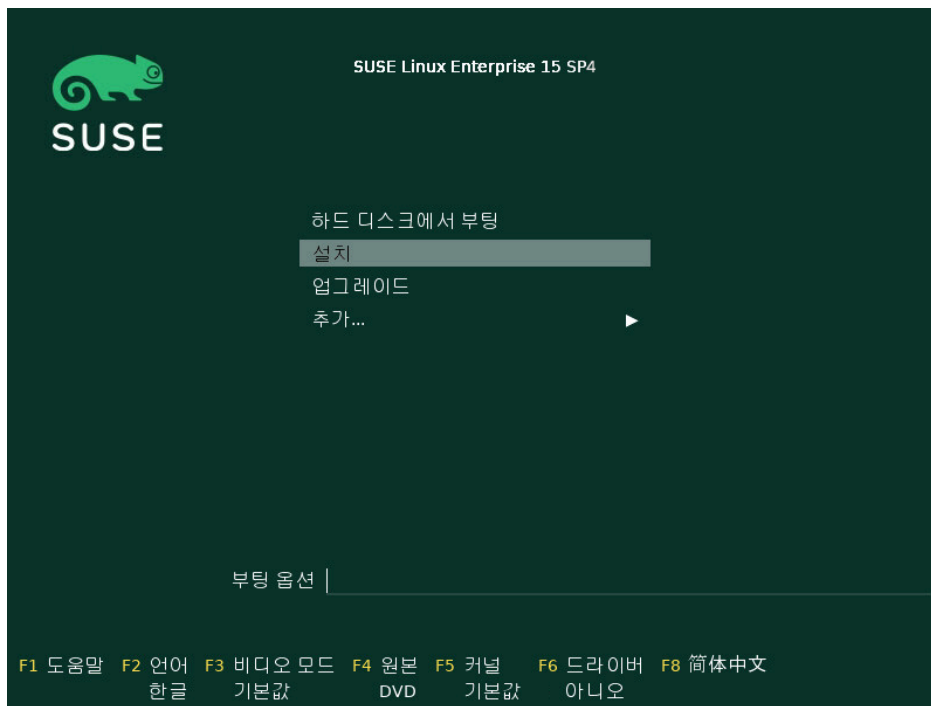 SUSE Linux Enterprise 15 SP4
SUSE
하드 디스크에서 부팅
설치
업그레이드
추가...
부팅 옵션
F1 도움말 F2 언어 F3 비디오 모드 F4 원본 F5 커널 F6 드라이버 F8 简体中文
한글 기본값 DVD 기본값 아니오